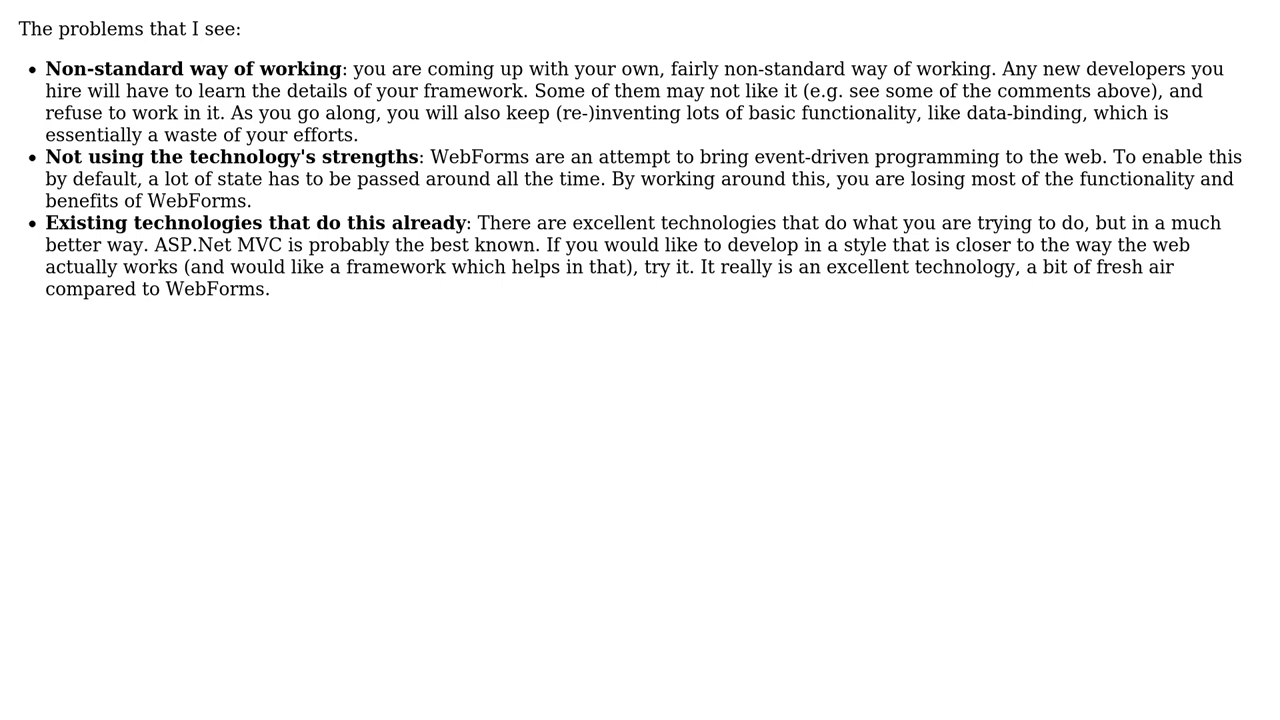 The problems that I see:
• Non-standard way of working: you are coming up with your own, fairly non-standard way of working. Any new developers you
hire will have to learn the details of your framework. Some of them may not like it (e.g. see some of the comments above), and
refuse to work in it. As you go along, you will also keep (re-)inventing lots of basic functionality, like data-binding, which is
essentially a waste of your efforts.
• Not using the technology's strengths: WebForms are an attempt to bring event-driven programming to the web. To enable this
by default, a lot of state has to be passed around all the time. By working around this, you are losing most of the functionality and
benefits of WebForms.
• Existing technologies that do this already: There are excellent technologies that do what you are trying to do, but in a much
better way. ASP.Net MVC is probably the best known. If you would like to develop in a style that is closer to the way the web
actually works (and would like a framework which helps in that), try it. It really is an excellent technology, a bit of fresh air
compared to WebForms.